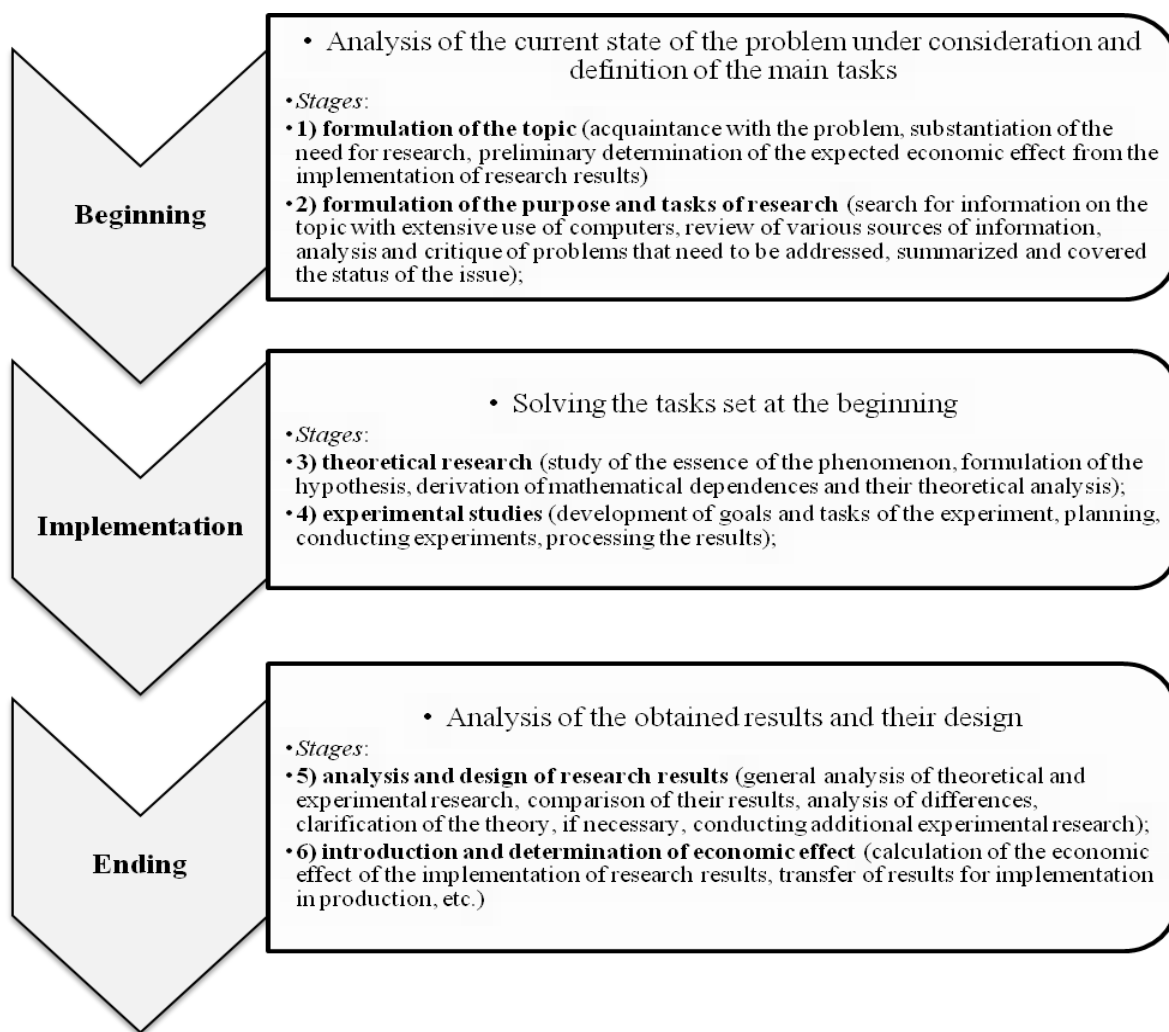 Beginning
• Analysis of the current state of the problem under consideration and
definition of the main tasks
•Stages:
•1) formulation of the topic (acquaintance with the problem, substantiation of the
need for research, preliminary determination of the expected economic effect from the
implementation of research results)
•2) formulation of the purpose and tasks of research (search for information on the
topic with extensive use of computers, review of various sources of information,
analysis and critique of problems that need to be addressed, summarized and covered
the status of the issue);
Implementation
• Solving the tasks set at the beginning
•Stages:
•3) theoretical research (study of the essence of the phenomenon, formulation of the
hypothesis, derivation of mathematical dependences and their theoretical analysis);
•4) experimental studies (development of goals and tasks of the experiment, planning,
conducting experiments, processing the results);
Ending
• Analysis of the obtained results and their design
•Stages:
•5) analysis and design of research results (general analysis of theoretical and
experimental research, comparison of their results, analysis of differences,
clarification of the theory, if necessary, conducting additional experimental research);
•6) introduction and determination of economic effect (calculation of the economic
effect of the implementation of research results, transfer of results for implementation
in production, etc.)